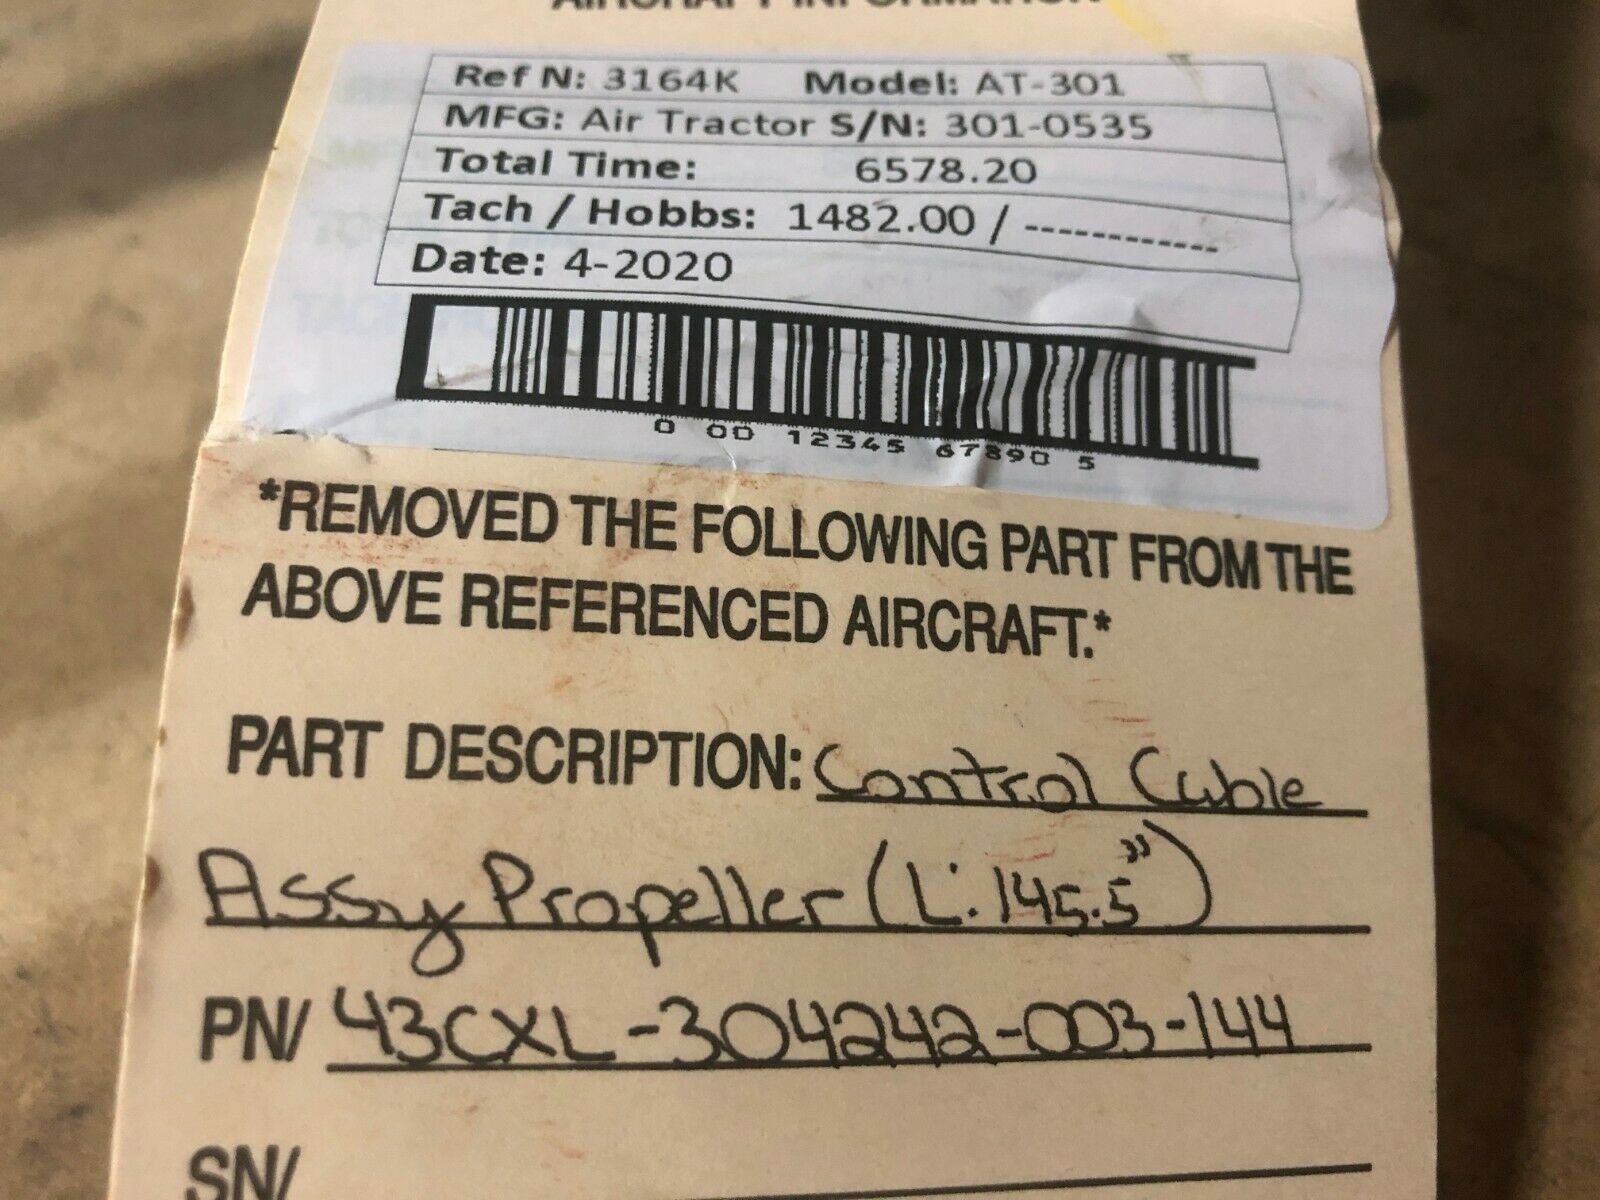 AIRCRAFT INFORMATION
Ref N: 3164K Model: AT-301
MFG: Air Tractor S/N: 301-0535
Total Time: 6578.20
Tach / Hobbs: 1482.00 / ------------
Date: 4-2020
0 00 12345 67890 5
*REMOVED THE FOLLOWING PART FROM THE
ABOVE REFERENCED AIRCRAFT.*
PART DESCRIPTION: Control Cable
Assy Propeller (L: 145.5")
PN/ 43CXL-304242-003-144
SN/